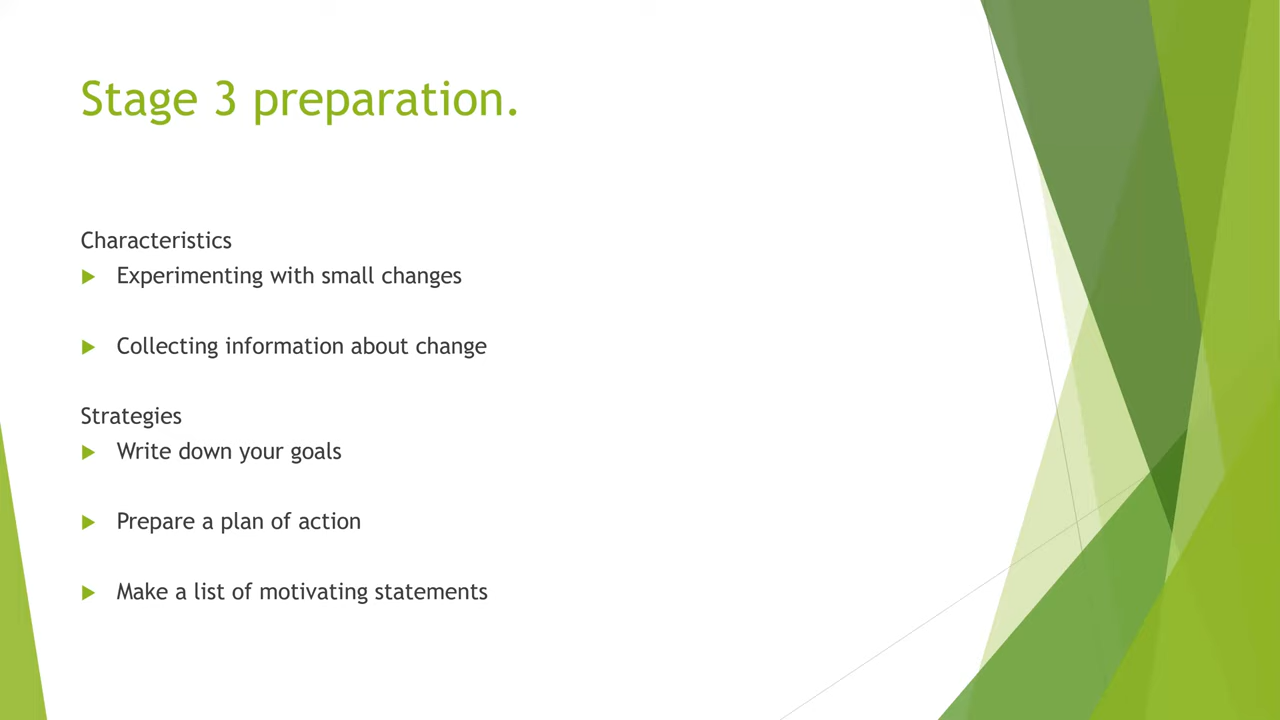 Stage 3 preparation.
Characteristics
Experimenting with small changes
Collecting information about change
Strategies
Write down your goals
Prepare a plan of action
Make a list of motivating statements